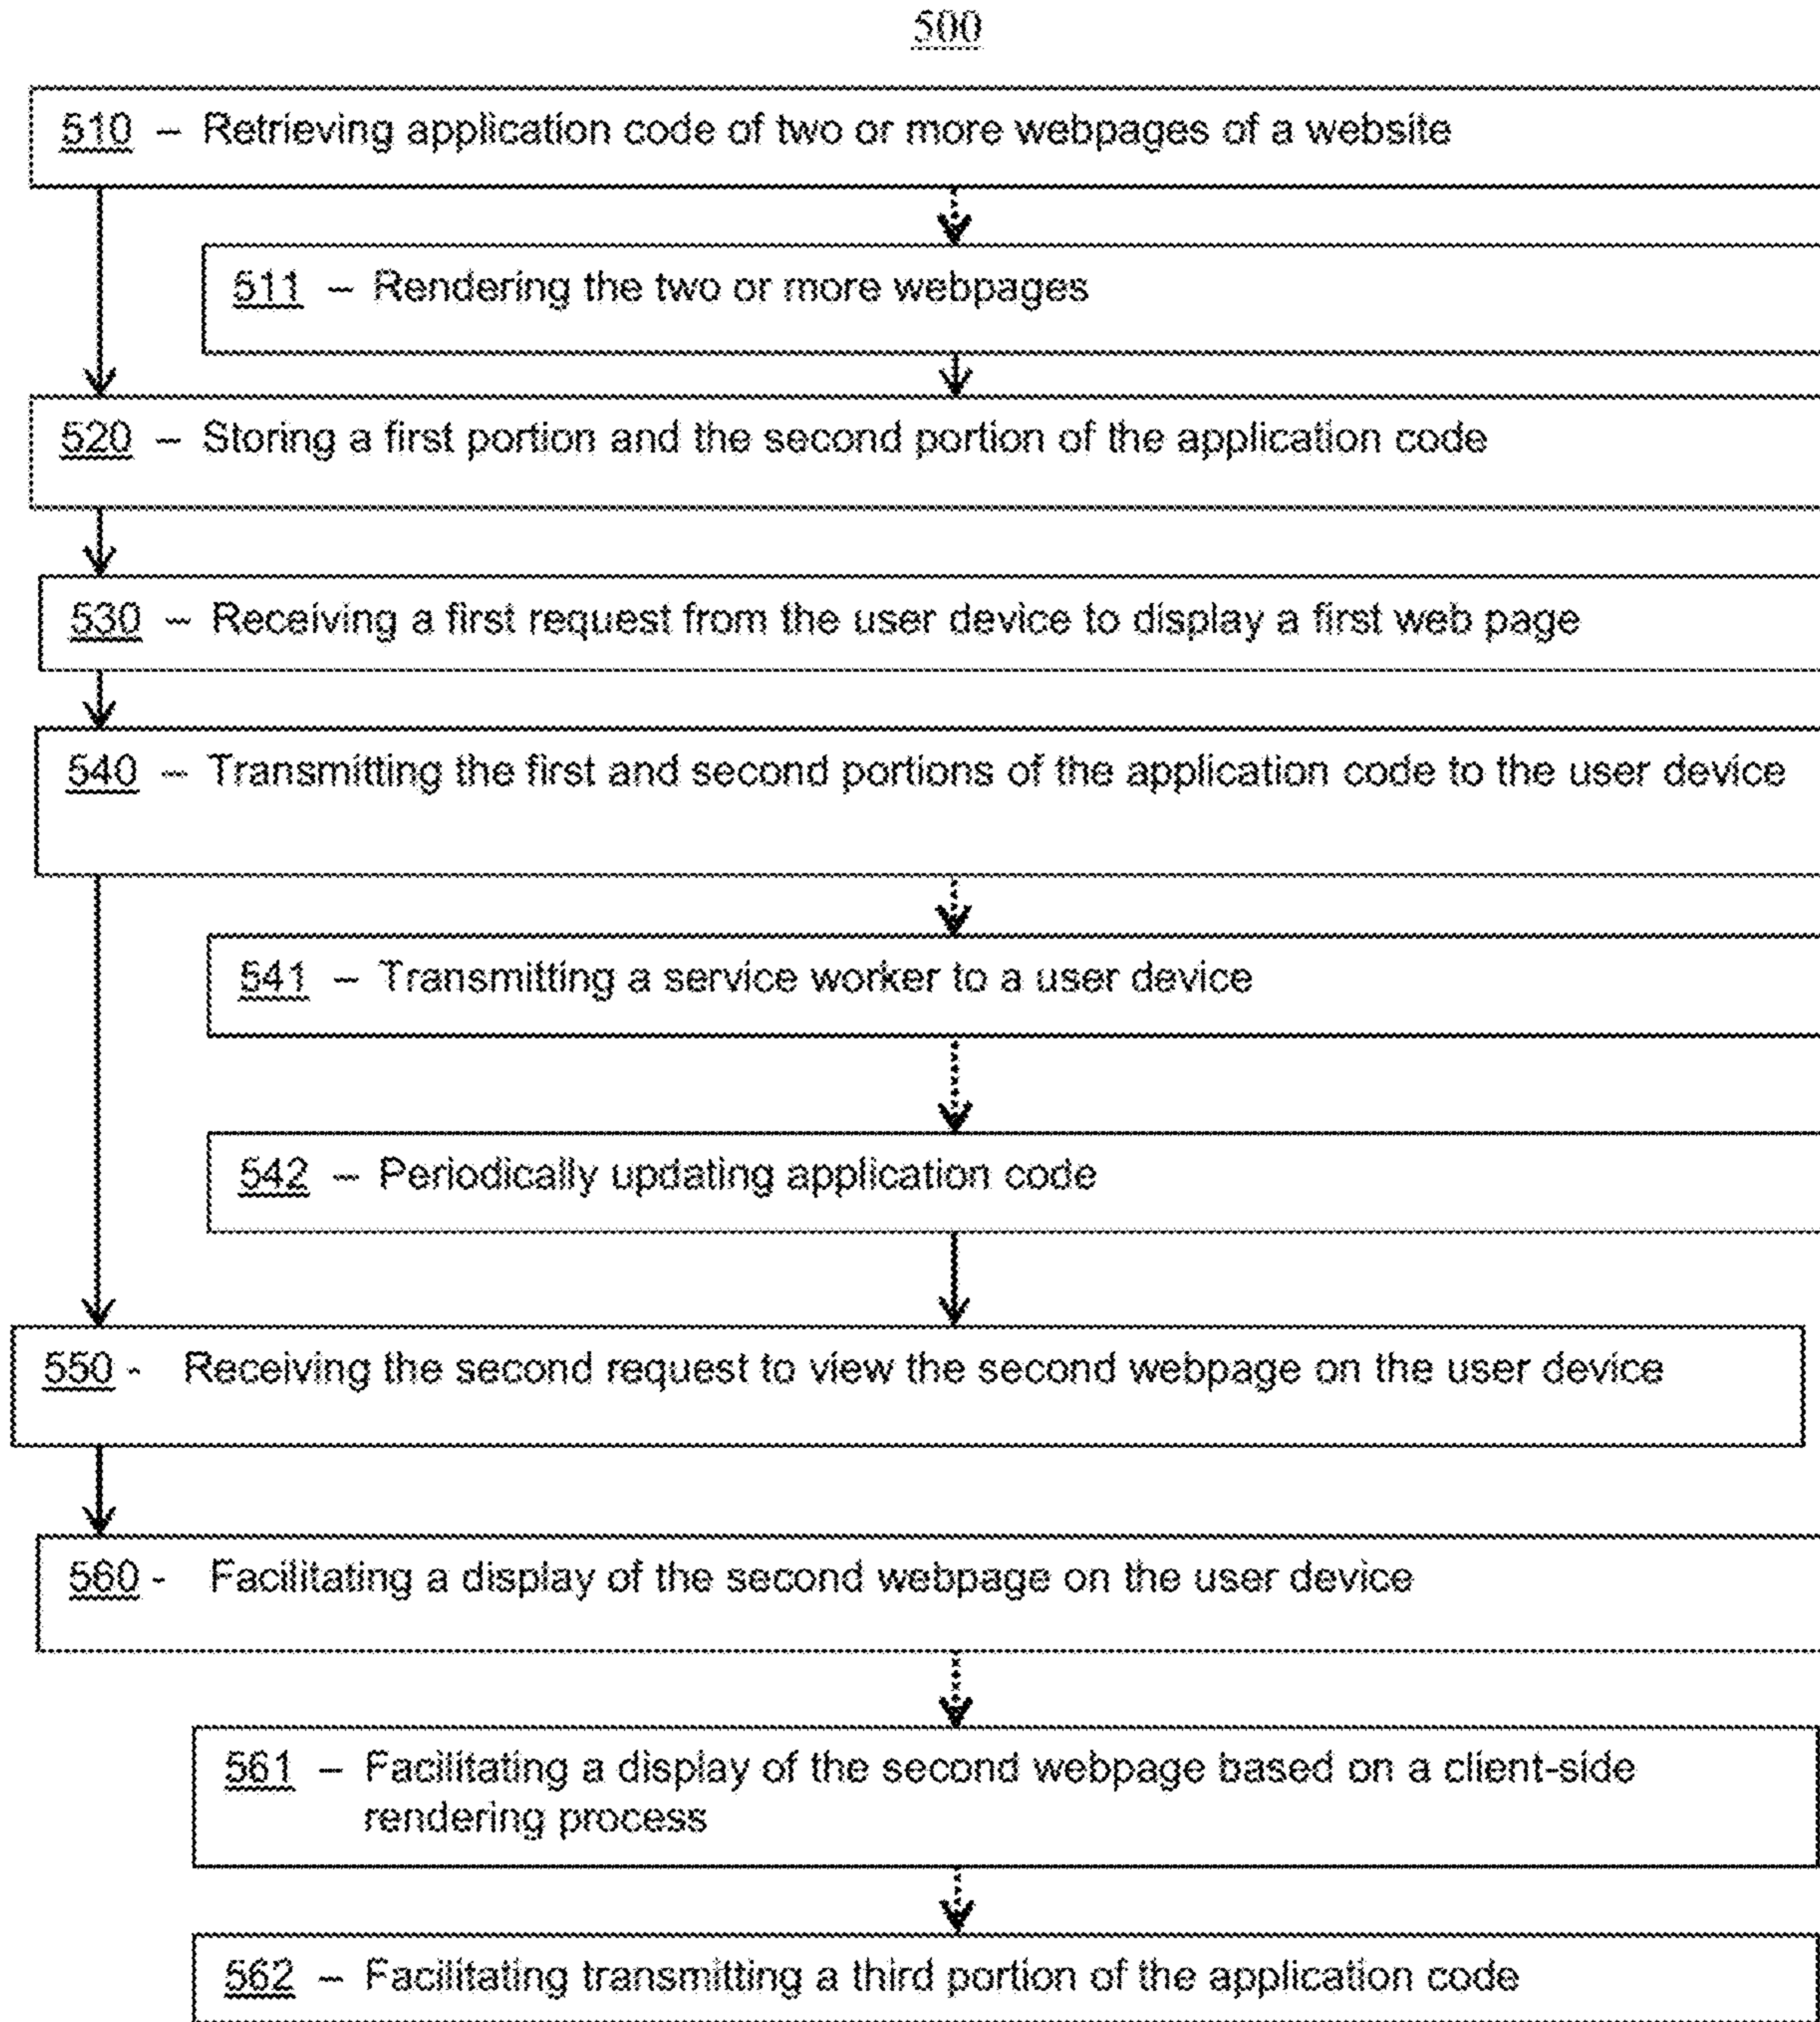 500
510 – Retrieving application code of two or more webpages of a website
511 – Rendering the two or more webpages
520 – Storing a first portion and the second portion of the application code
530 – Receiving a first request from the user device to display a first web page
540 – Transmitting the first and second portions of the application code to the user device
541 – Transmitting a service worker to a user device
542 – Periodically updating application code
550 - Receiving the second request to view the second webpage on the user device
560 - Facilitating a display of the second webpage on the user device
561 – Facilitating a display of the second webpage based on a client-side
rendering process
562 – Facilitating transmitting a third portion of the application code